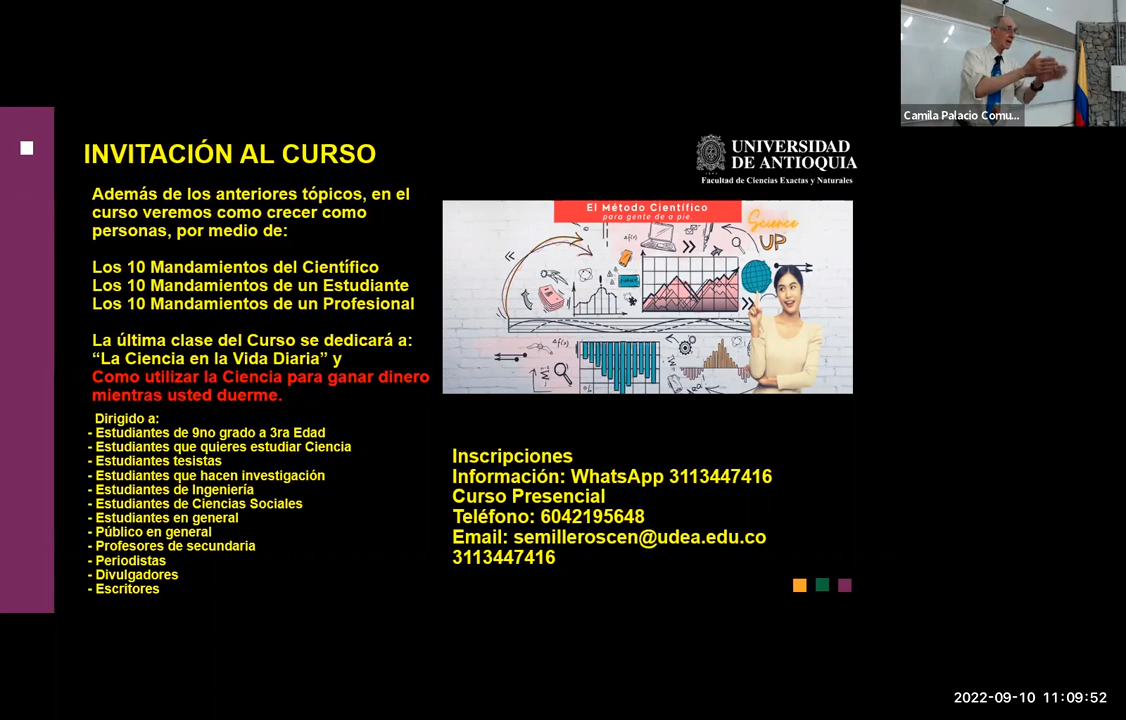 Camila Palacio Comu...
INVITACIÓN AL CURSO
UNIVERSIDAD
DE ANTIOQUIA
Facultad de Ciencias Exactas y Naturales
Además de los anteriores tópicos, en el
curso veremos como crecer como
personas, por medio de:
Los 10 Mandamientos del Científico
Los 10 Mandamientos de un Estudiante
Los 10 Mandamientos de un Profesional
La última clase del Curso se dedicará a:
“La Ciencia en la Vida Diaria” y
Como utilizar la Ciencia para ganar dinero
mientras usted duerme.
Dirigido a:
- Estudiantes de 9no grado a 3ra Edad
- Estudiantes que quieres estudiar Ciencia
- Estudiantes tesistas
- Estudiantes que hacen investigación
- Estudiantes de Ingeniería
- Estudiantes de Ciencias Sociales
- Estudiantes en general
- Público en general
- Profesores de secundaria
- Periodistas
- Divulgadores
- Escritores
El Método Científico
para gente de a pie.
Science
UP
Inscripciones
Información: WhatsApp 3113447416
Curso Presencial
Teléfono: 6042195648
Email: semilleroscen@udea.edu.co
3113447416
2022-09-10 11:09:52